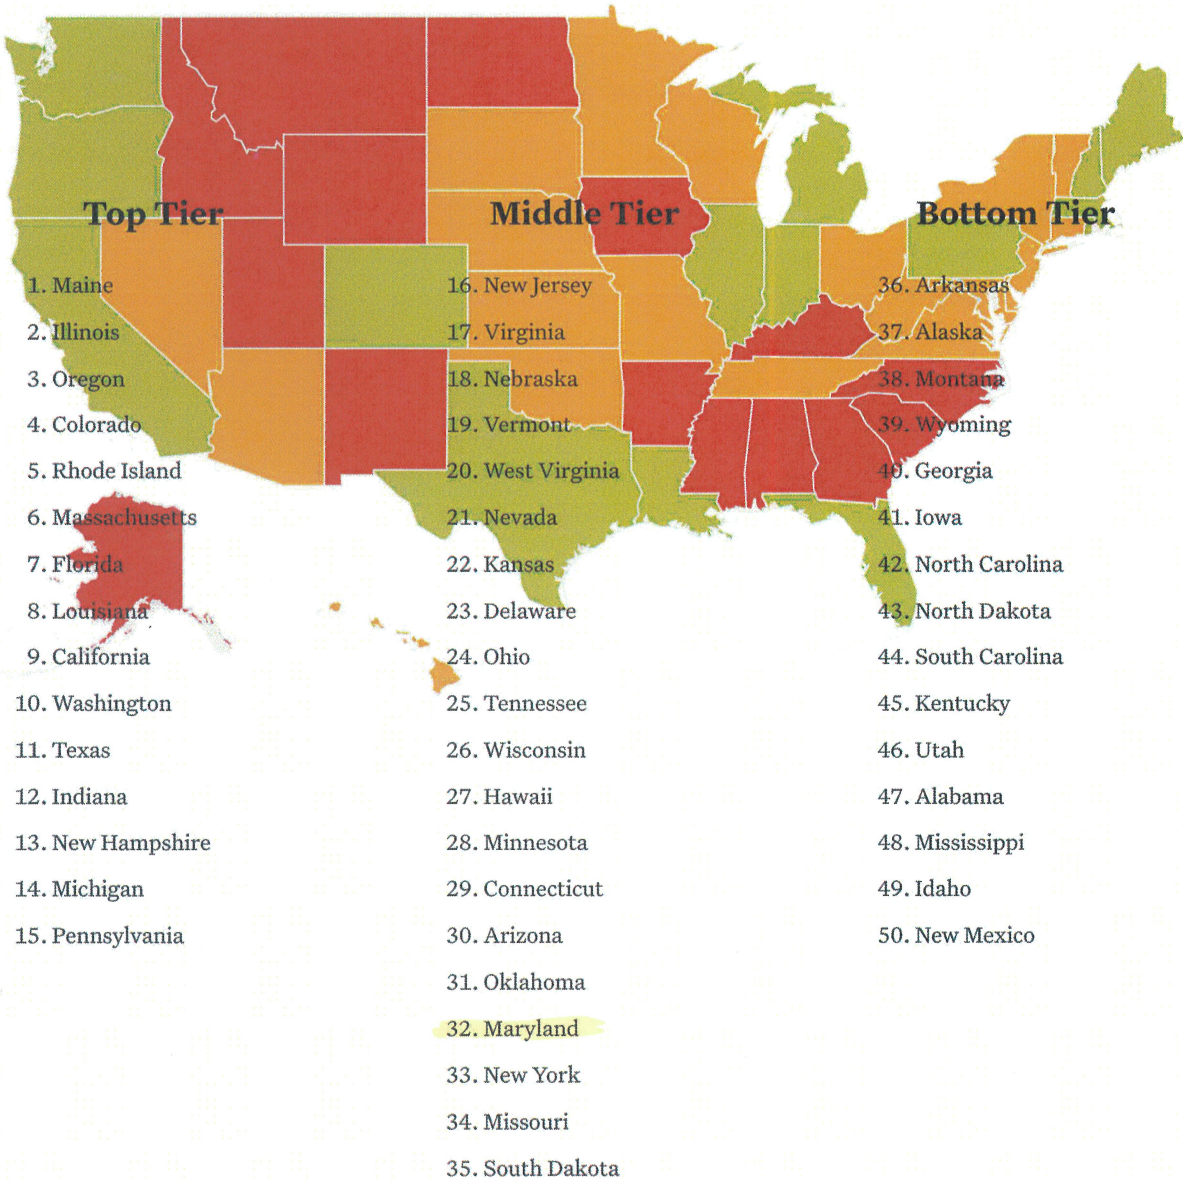 Top Tier
1. Maine
2. Illinois
3. Oregon
4. Colorado
5. Rhode Island
6. Massachusetts
7. Florida
8. Louisiana
9. California
10. Washington
11. Texas
12. Indiana
13. New Hampshire
14. Michigan
15. Pennsylvania
Middle Tier
16. New Jersey
17. Virginia
18. Nebraska
19. Vermont
20. West Virginia
21. Nevada
22. Kansas
23. Delaware
24. Ohio
25. Tennessee
26. Wisconsin
27. Hawaii
28. Minnesota
29. Connecticut
30. Arizona
31. Oklahoma
32. Maryland
33. New York
34. Missouri
35. South Dakota
Bottom Tier
36. Arkansas
37. Alaska
38. Montana
39. Wyoming
40. Georgia
41. Iowa
42. North Carolina
43. North Dakota
44. South Carolina
45. Kentucky
46. Utah
47. Alabama
48. Mississippi
49. Idaho
50. New Mexico